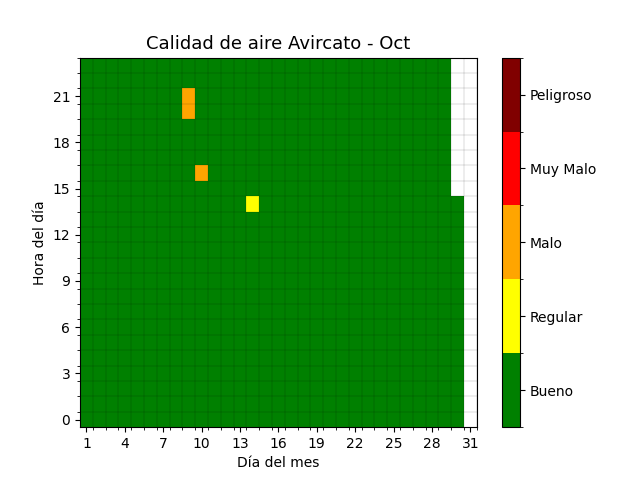 Calidad de aire Avircato - Oct
21
18
15
12
9
6
3
0
Hora del día
1 4 7 10 13 16 19 22 25 28 31
Día del mes
Peligroso
Muy Malo
Malo
Regular
Bueno